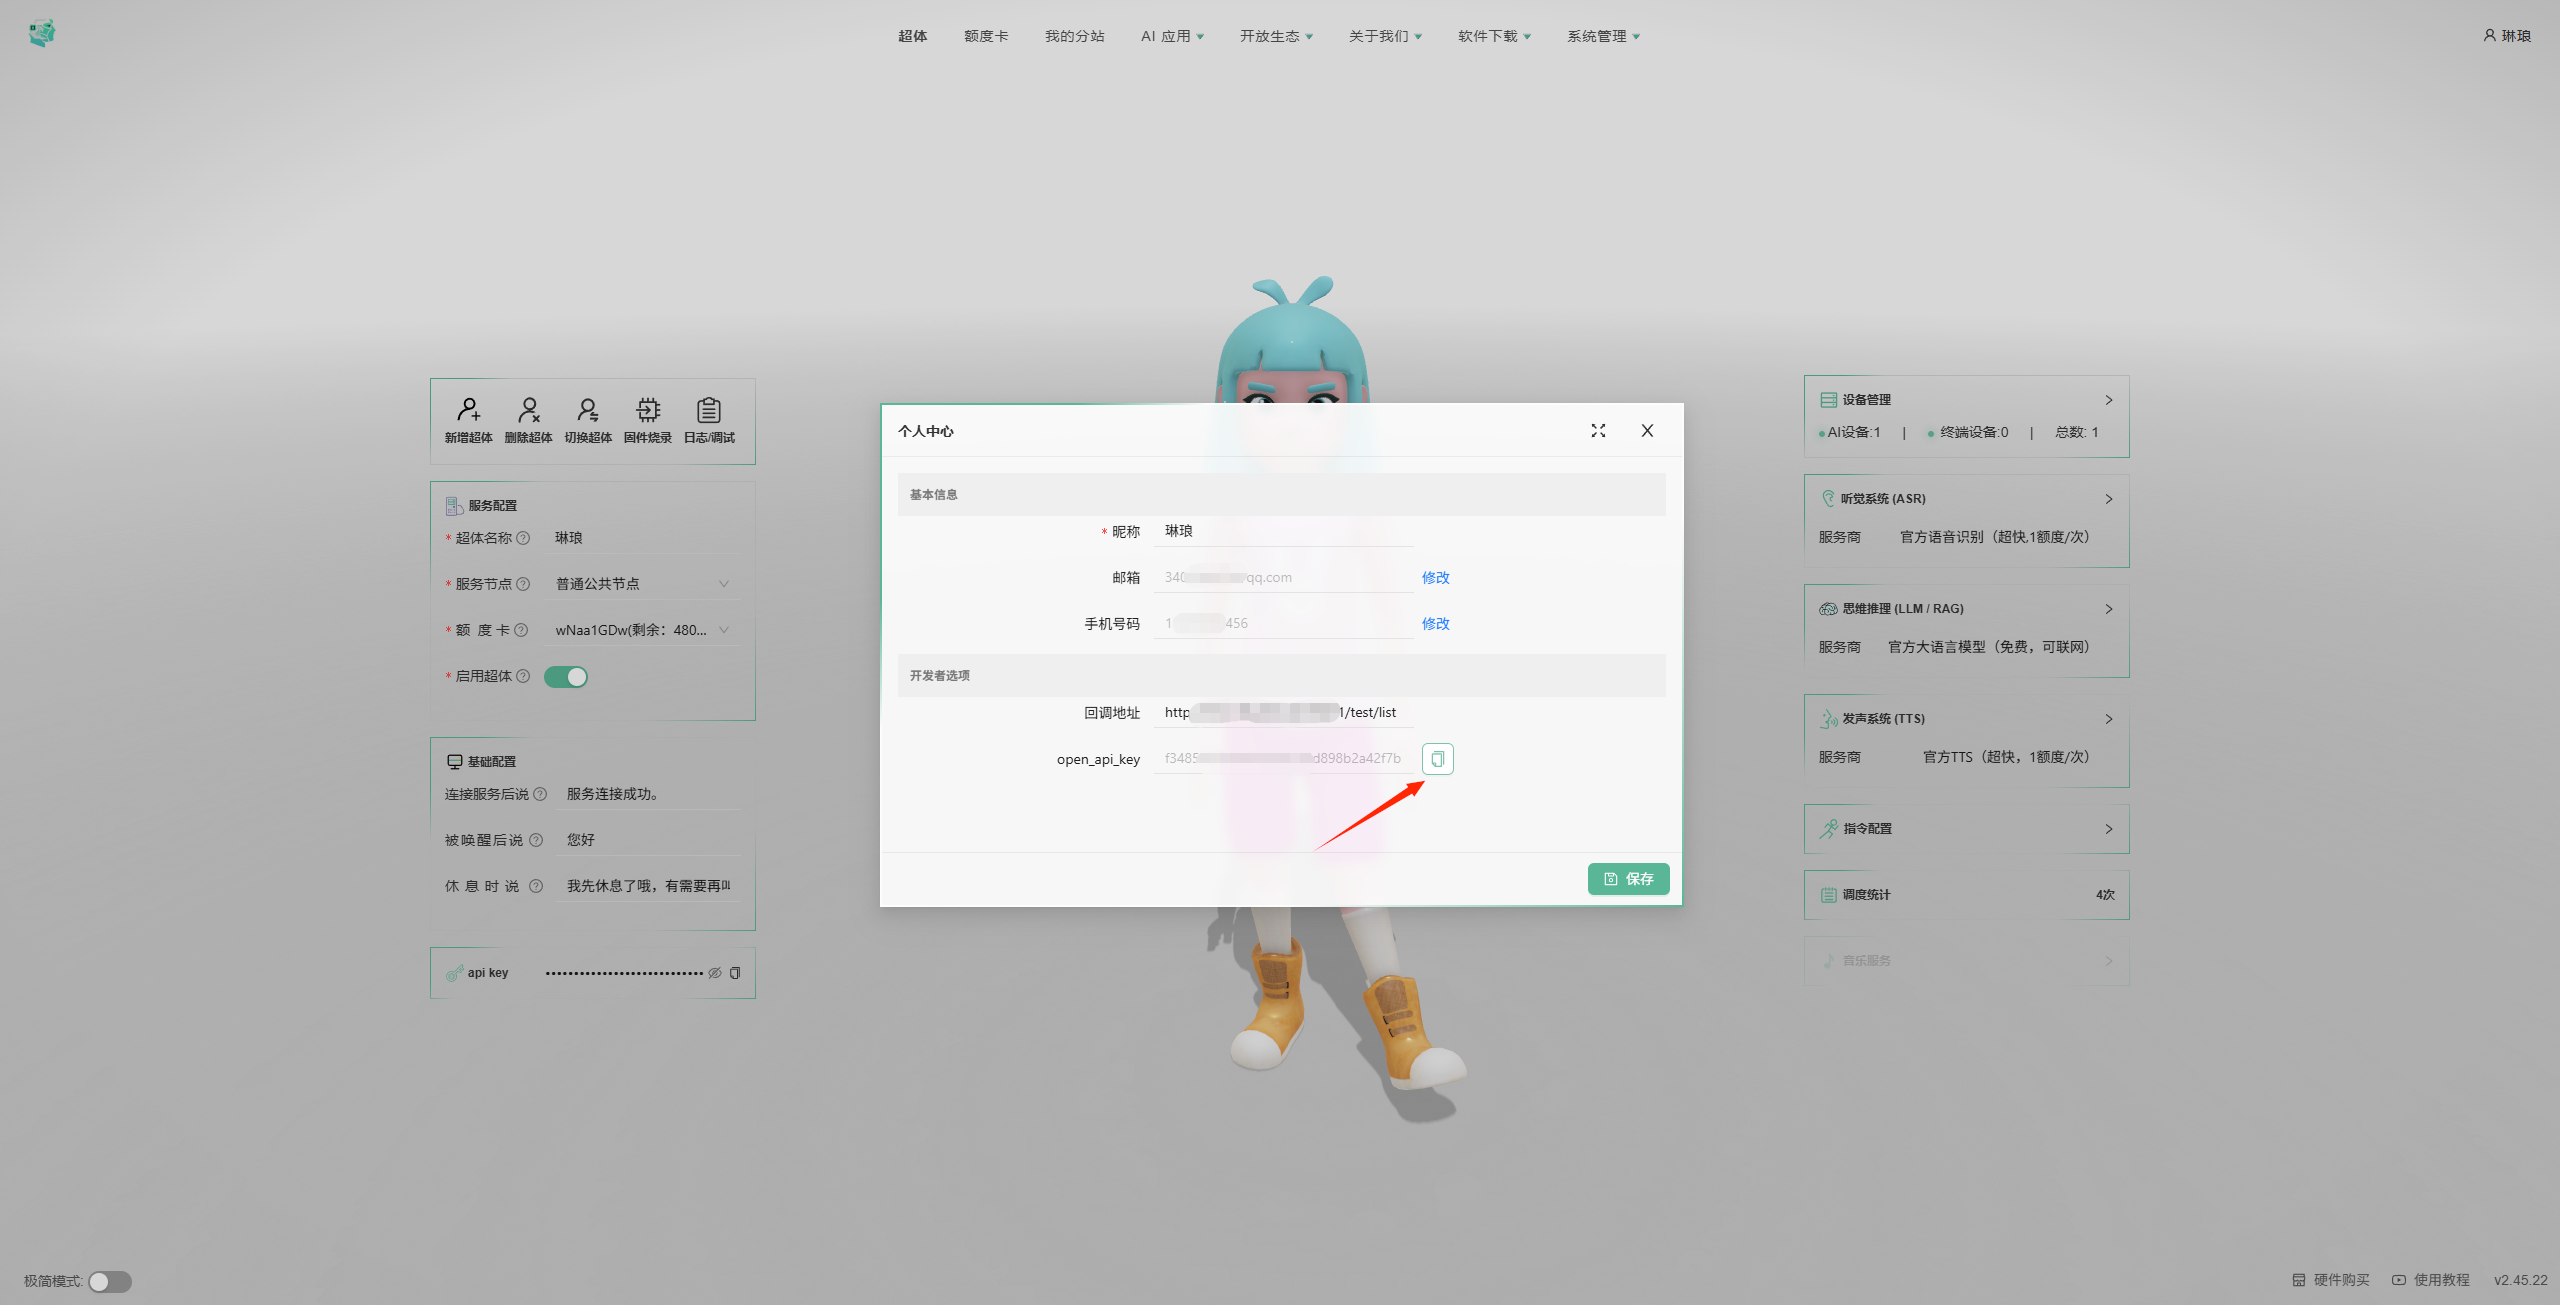 超体 额度卡 我的分站 AI 应用 开放生态 关于我们 软件下载 系统管理 琳琅
新增超体 删除超体 切换超体 固件烧录 日志/调试
服务配置
* 超体名称 琳琅
* 服务节点 普通公共节点
* 额 度 卡 wNaa1GDw(剩余：480...
* 启用超体
基础配置
连接服务后说 服务连接成功。
被唤醒后说 您好
休 息 时 说 我先休息了哦，有需要再
api key
个人中心
基本信息
* 昵称 琳琅
邮箱 340 qq.com 修改
手机号码 1 456 修改
开发者选项
回调地址 http 1/test/list
open_api_key f3485 d898b2a42f7b
保存
设备管理
AI设备:1 | 终端设备:0 | 总数: 1
听觉系统 (ASR)
服务商 官方语音识别（超快,1额度/次）
思维推理 (LLM / RAG)
服务商 官方大语言模型（免费，可联网）
发声系统 (TTS)
服务商 官方TTS（超快，1额度/次）
指令配置
调度统计 4次
音乐服务
极简模式:
硬件购买 使用教程 v2.45.22